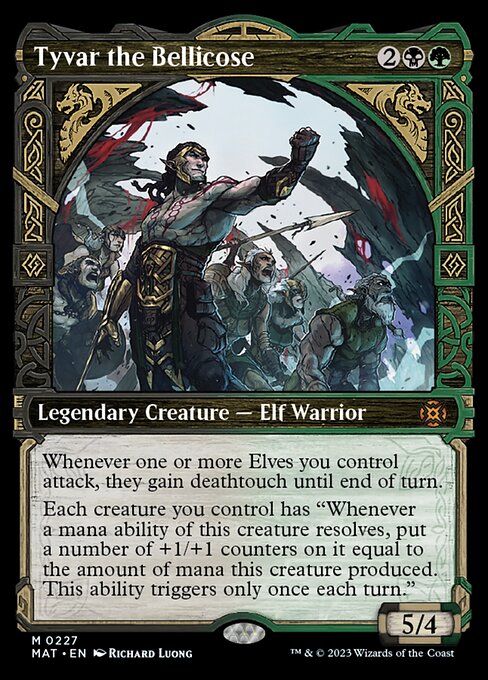 Tyvar the Bellicose 2
Legendary Creature — Elf Warrior
Whenever one or more Elves you control
attack, they gain deathtouch until end of turn.
Each creature you control has “Whenever
a mana ability of this creature resolves, put
a number of +1/+1 counters on it equal to
the amount of mana this creature produced.
This ability triggers only once each turn.”
5/4
M 0227
MAT • EN Richard Luong ™ & © 2023 Wizards of the Coast